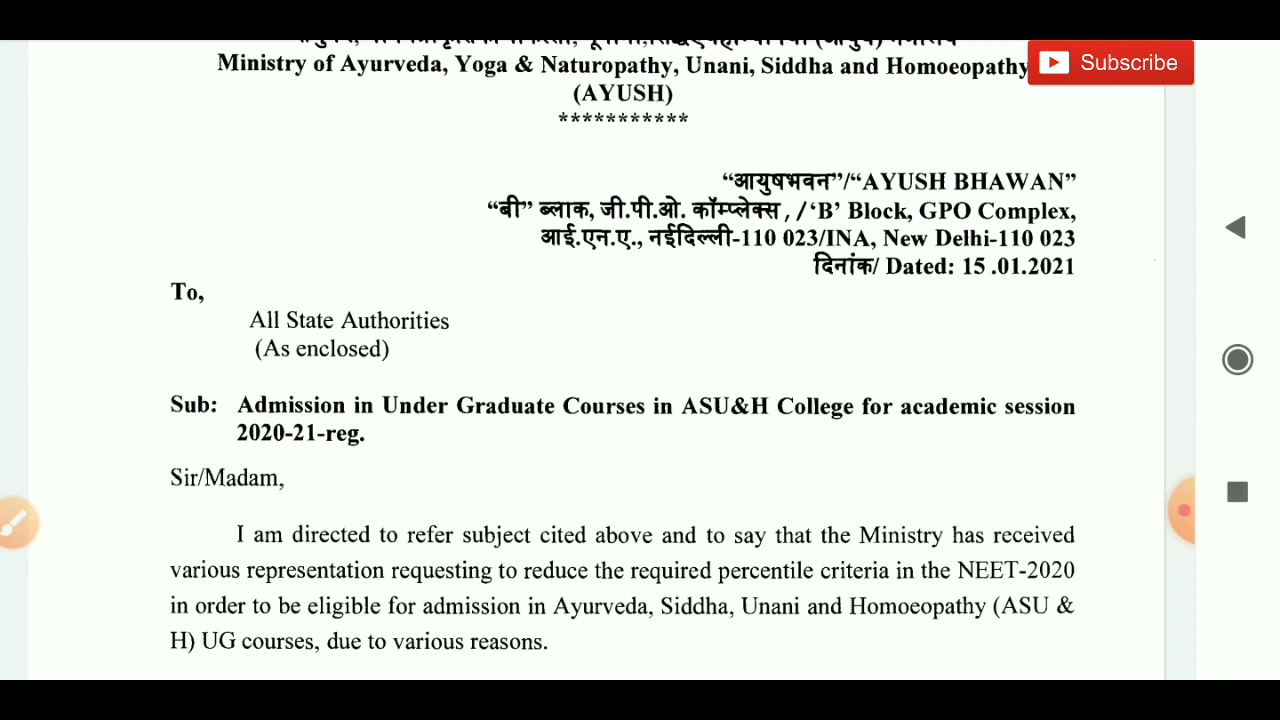 Ministry of Ayurveda, Yoga & Naturopathy, Unani, Siddha and Homoeopathy
Subscribe
(AYUSH)
***********
“आयुषभवन”/“AYUSH BHAWAN”
“बी” ब्लाक, जी.पी.ओ. कॉम्प्लेक्स , / ‘B’ Block, GPO Complex,
आई.एन.ए., नईदिल्ली-110 023/INA, New Delhi-110 023
दिनांक/ Dated: 15 .01.2021
To,
All State Authorities
(As enclosed)
Sub: Admission in Under Graduate Courses in ASU&H College for academic session
2020-21-reg.
Sir/Madam,
I am directed to refer subject cited above and to say that the Ministry has received
various representation requesting to reduce the required percentile criteria in the NEET-2020
in order to be eligible for admission in Ayurveda, Siddha, Unani and Homoeopathy (ASU &
H) UG courses, due to various reasons.